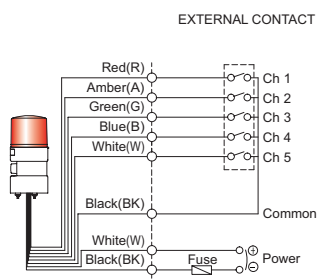 EXTERNAL CONTACT
Red(R) Ch 1
Amber(A) Ch 2
Green(G) Ch 3
Blue(B) Ch 4
White(W) Ch 5
Black(BK) Common
White(W) ⊕
Black(BK) Fuse ⊖ Power